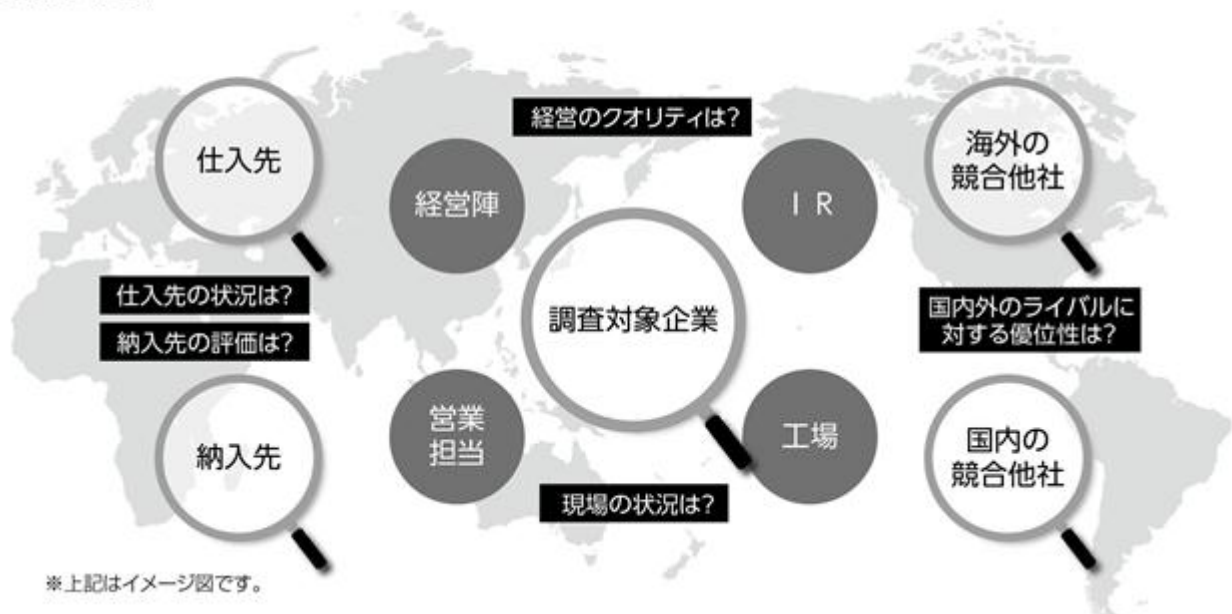 経営のクオリティは?
仕入先
経営陣
I R
海外の
競合他社
調査対象企業
仕入先の状況は?
納入先の評価は?
国内外のライバルに
対する優位性は?
納入先
営業
担当
工場
国内の
競合他社
現場の状況は?
※上記はイメージ図です。